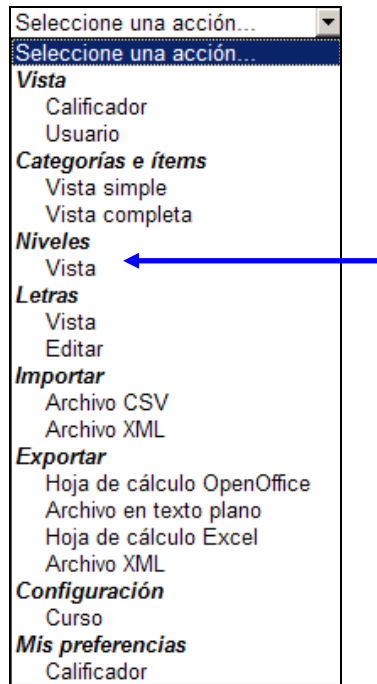 Seleccione una acción...
Seleccione una acción...
Vista
Calificador
Usuario
Categorías e ítems
Vista simple
Vista completa
Niveles
Vista
Letras
Vista
Editar
Importar
Archivo CSV
Archivo XML
Exportar
Hoja de cálculo OpenOffice
Archivo en texto plano
Hoja de cálculo Excel
Archivo XML
Configuración
Curso
Mis preferencias
Calificador